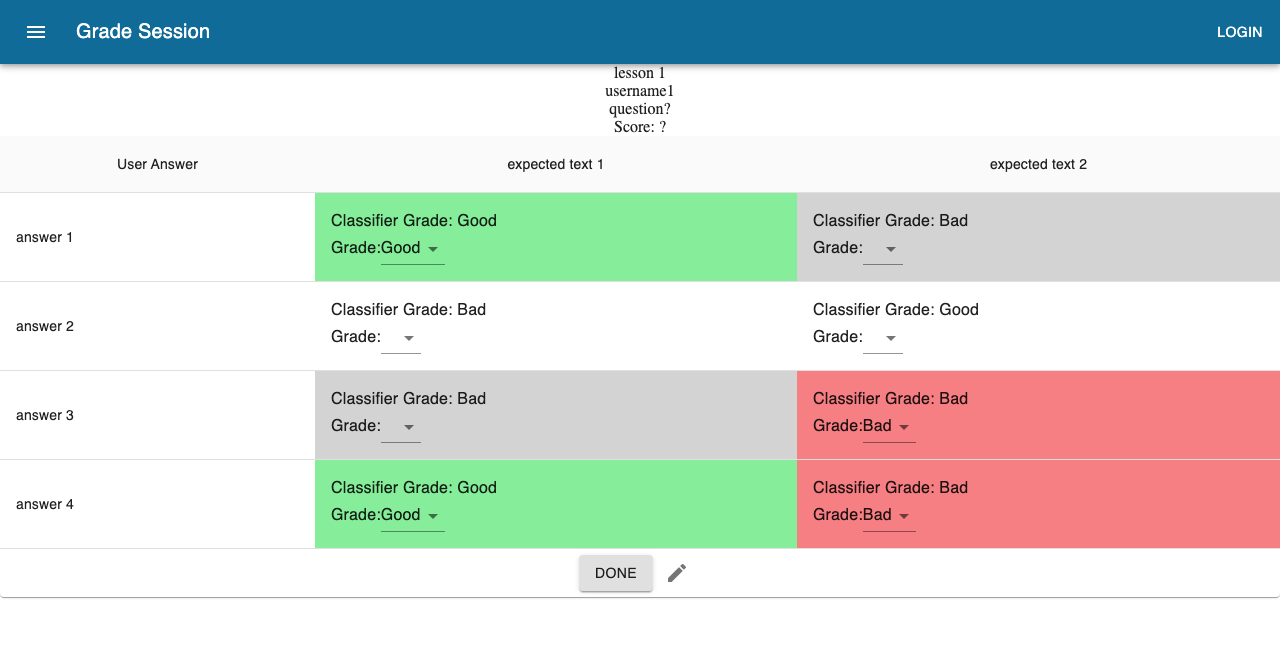 Grade Session
LOGIN
lesson 1
username1
question?
Score: ?
User Answer expected text 1 expected text 2
answer 1
Classifier Grade: Good
Grade:Good
Classifier Grade: Bad
Grade:
answer 2
Classifier Grade: Bad
Grade:
Classifier Grade: Good
Grade:
answer 3
Classifier Grade: Bad
Grade:
Classifier Grade: Bad
Grade:Bad
answer 4
Classifier Grade: Good
Grade:Good
Classifier Grade: Bad
Grade:Bad
DONE